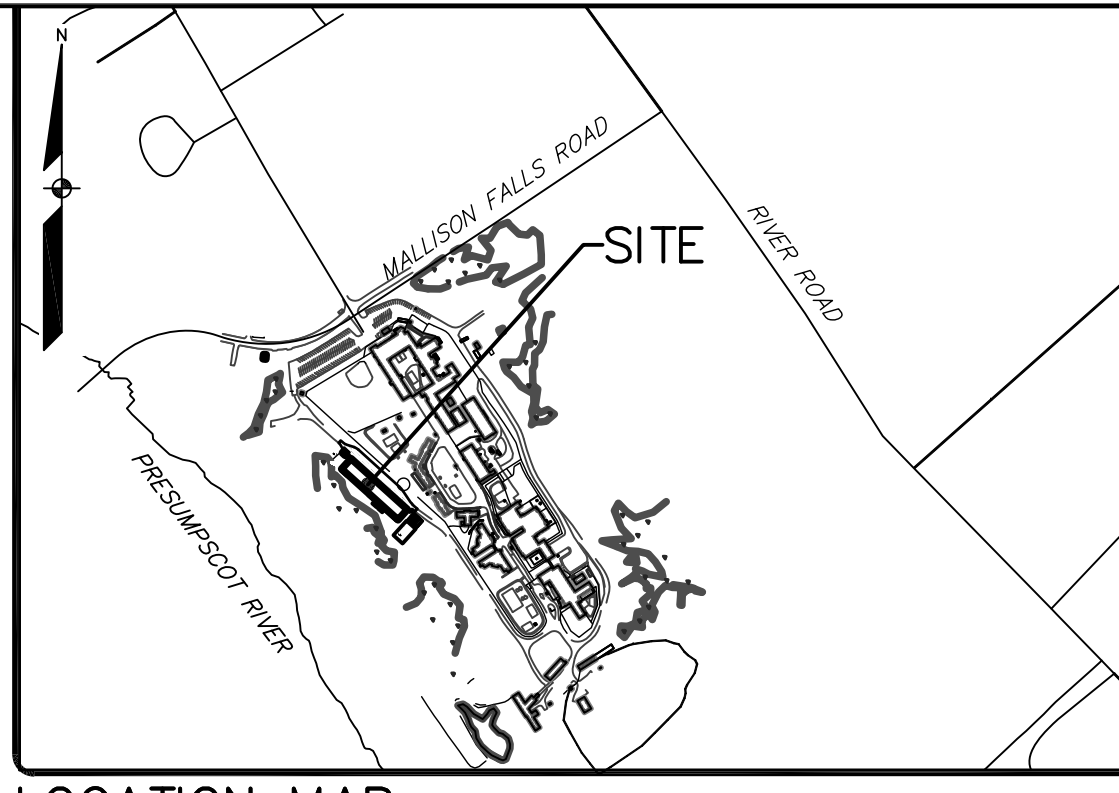 N
MALLISON FALLS ROAD
RIVER ROAD
SITE
PRESUMPSCOT RIVER
LOCATION MAP